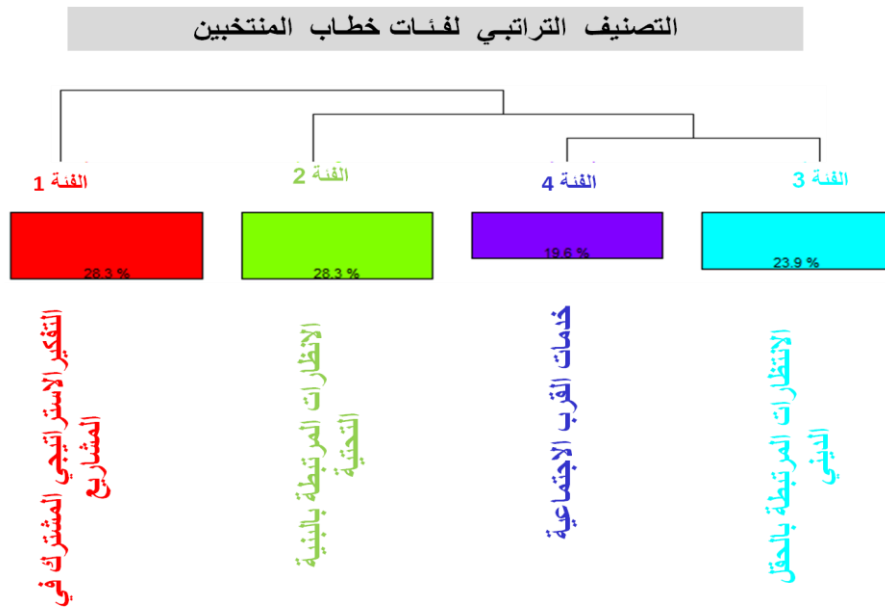 التصنيف التراتبي لفئات خطاب المنتخبين
الفئة 1
الفئة 2
الفئة 4
الفئة 3
28.3 %
28.3 %
19.6 %
23.9 %
التفكير الاستراتيجي المشترك في
المشاريع
الانظارات المرتبطة بالبنية
التحتية
خدمات القرب الاجتماعية
الانتظارات المرتبطة بالحقل
الديني